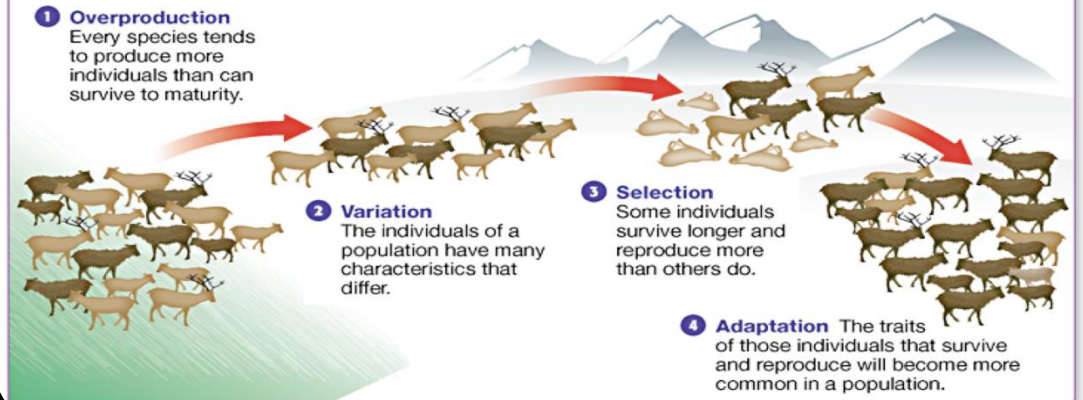 1 Overproduction
Every species tends
to produce more
individuals than can
survive to maturity.
2 Variation
The individuals of a
population have many
characteristics that
differ.
3 Selection
Some individuals
survive longer and
reproduce more
than others do.
4 Adaptation The traits
of those individuals that survive
and reproduce will become more
common in a population.